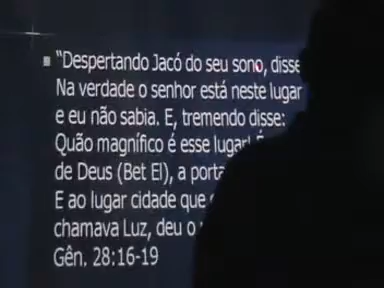 “Despertando Jacó do seu sono, disse
Na verdade o senhor está neste lugar
e eu não sabia. E, tremendo disse:
Quão magnífico é esse lugar! É
de Deus (Bet El), a porta
E ao lugar cidade que
chamava Luz, deu o
Gên. 28:16-19